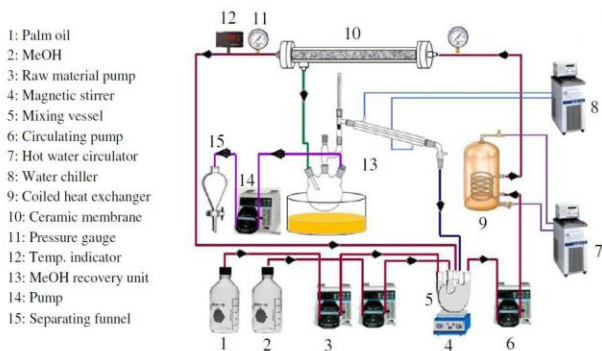 1: Palm oil
2: MeOH
3: Raw material pump
4: Magnetic stirrer
5: Mixing vessel
6: Circulating pump
7: Hot water circulator
8: Water chiller
9: Coiled heat exchanger
10: Ceramic membrane
11: Pressure gauge
12: Temp. indicator
13: MeOH recovery unit
14: Pump
15: Separating funnel
12
11
10
8
15
14
13
9
7
5
1
2
3
4
6